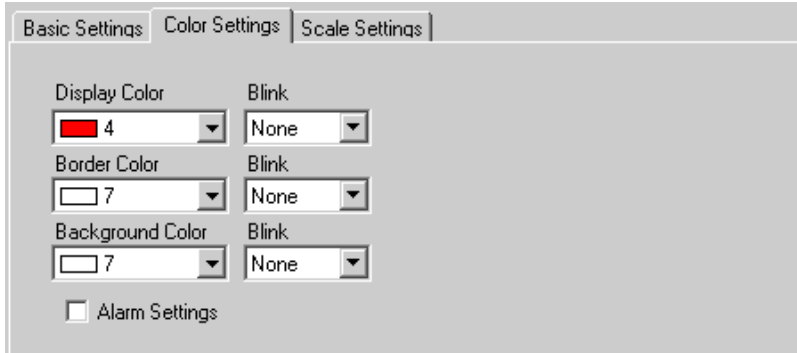 Basic Settings Color Settings Scale Settings
Display Color Blink
4 None
Border Color Blink
7 None
Background Color Blink
7 None
Alarm Settings